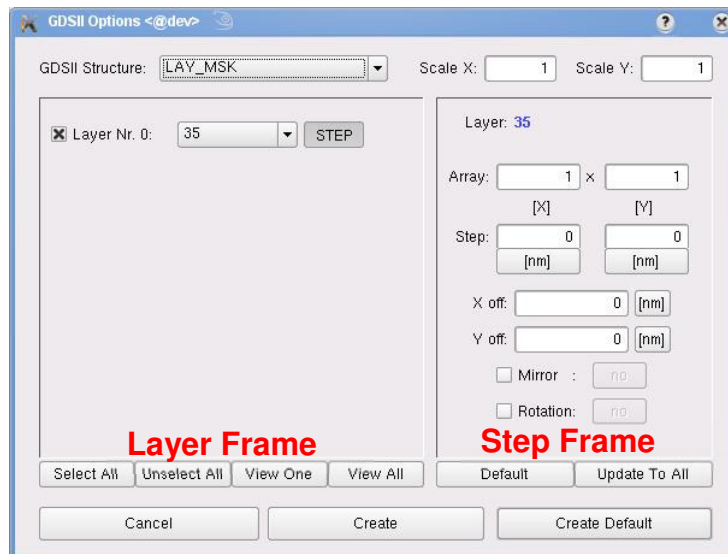 GDSII Options <@dev>
GDSII Structure: LAY_MSK Scale X: 1 Scale Y: 1
Layer Nr. 0: 35 STEP
Layer: 35
Array: 1 x 1
[X] [Y]
Step: 0 0
[nm] [nm]
X off: 0 [nm]
Y off: 0 [nm]
Mirror : no
Rotation: no
Layer Frame
Step Frame
Select All Unselect All View One View All
Default Update To All
Cancel Create Create Default